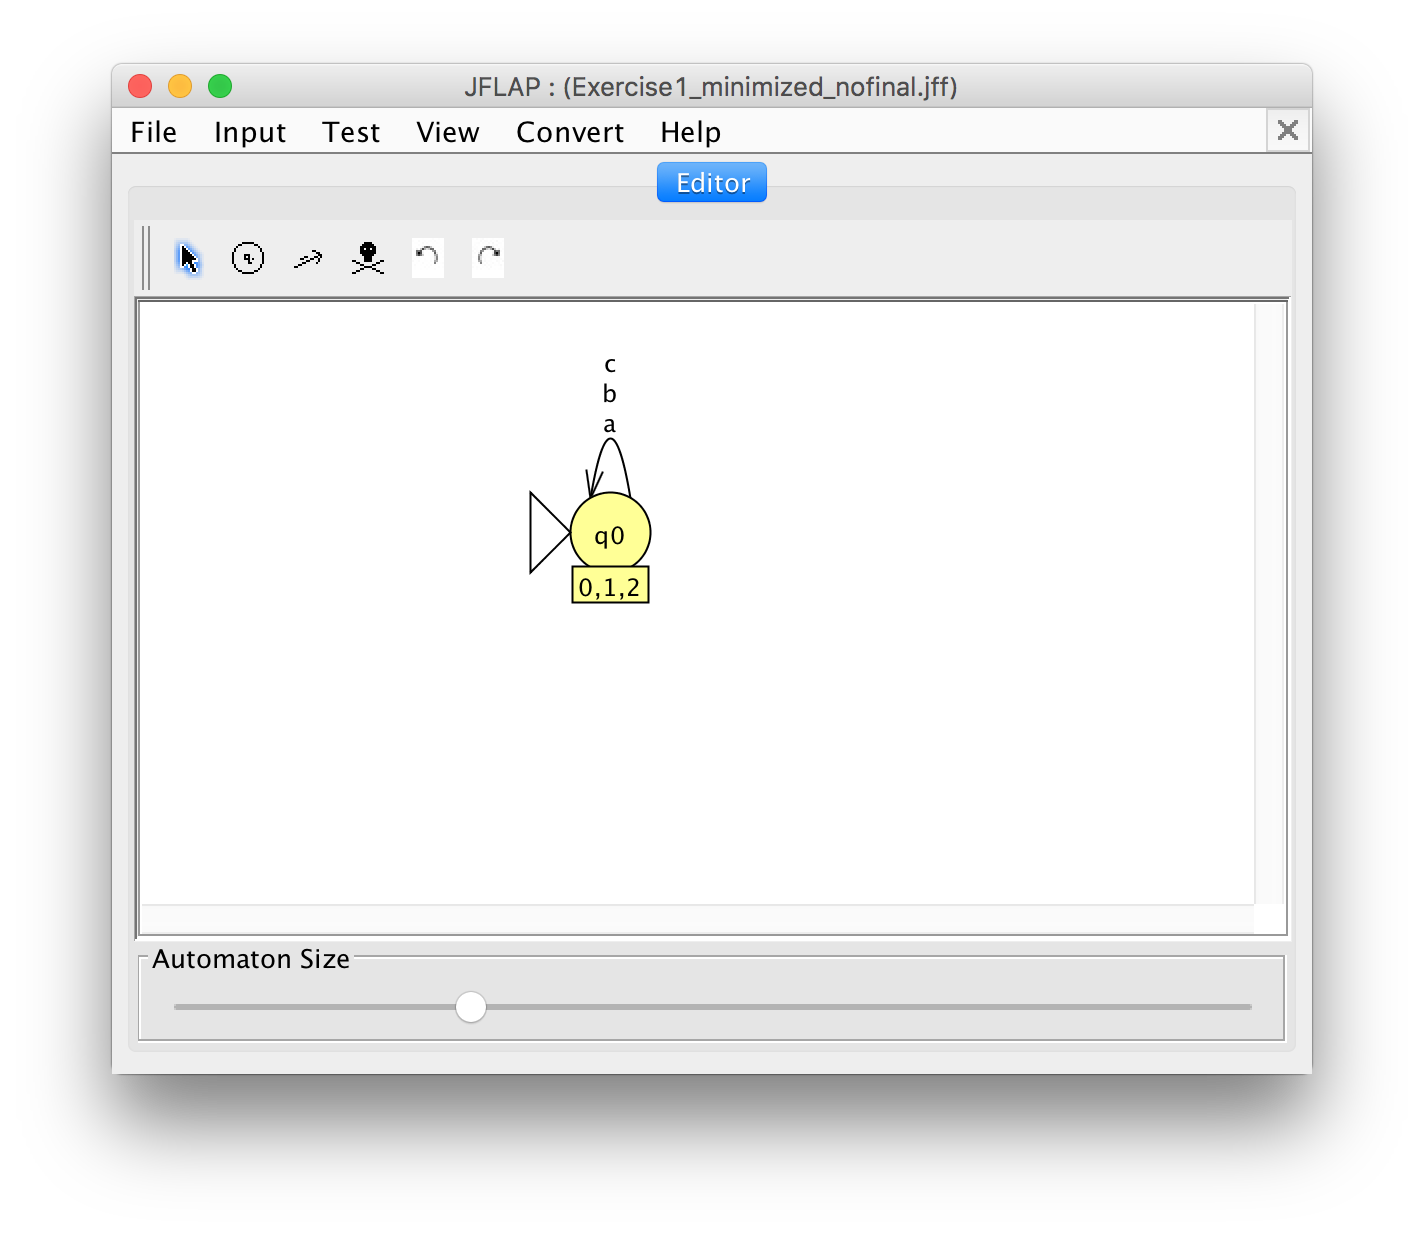 JFLAP : (Exercise1_minimized_nofinal.jff)
File Input Test View Convert Help
Editor
q
c
b
a
q0
0,1,2
Automaton Size